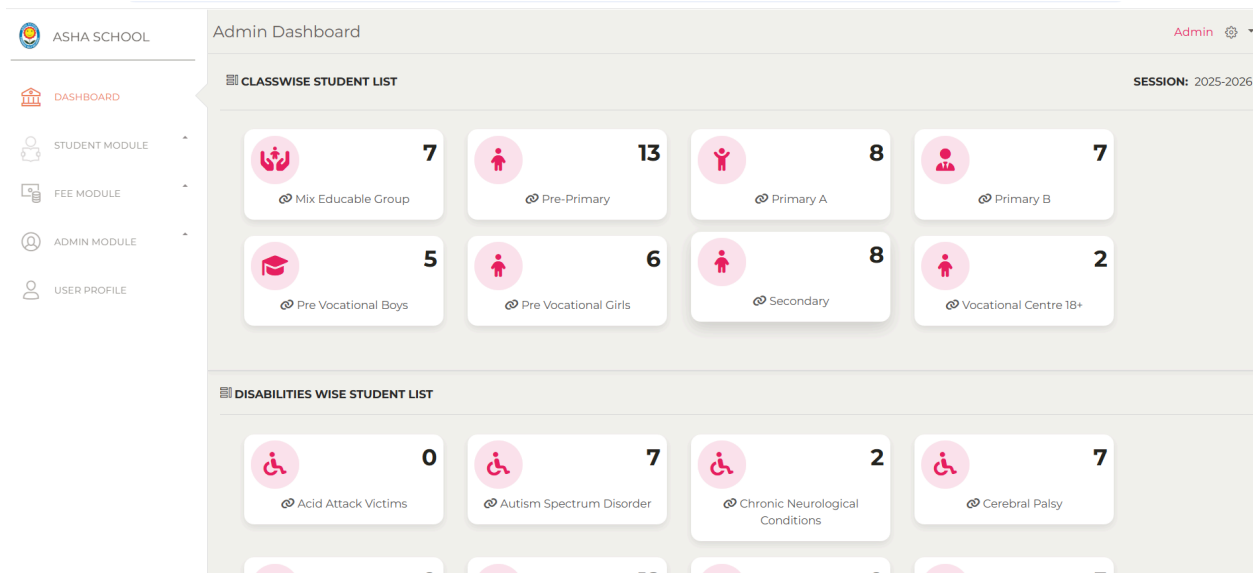 ASHA SCHOOL
Admin Dashboard
Admin
DASHBOARD
STUDENT MODULE
FEE MODULE
ADMIN MODULE
USER PROFILE
CLASSWISE STUDENT LIST
SESSION: 2025-2026
7
Mix Educable Group
13
Pre-Primary
8
Primary A
7
Primary B
5
Pre Vocational Boys
6
Pre Vocational Girls
8
Secondary
2
Vocational Centre 18+
DISABILITIES WISE STUDENT LIST
0
Acid Attack Victims
7
Autism Spectrum Disorder
2
Chronic Neurological
Conditions
7
Cerebral Palsy